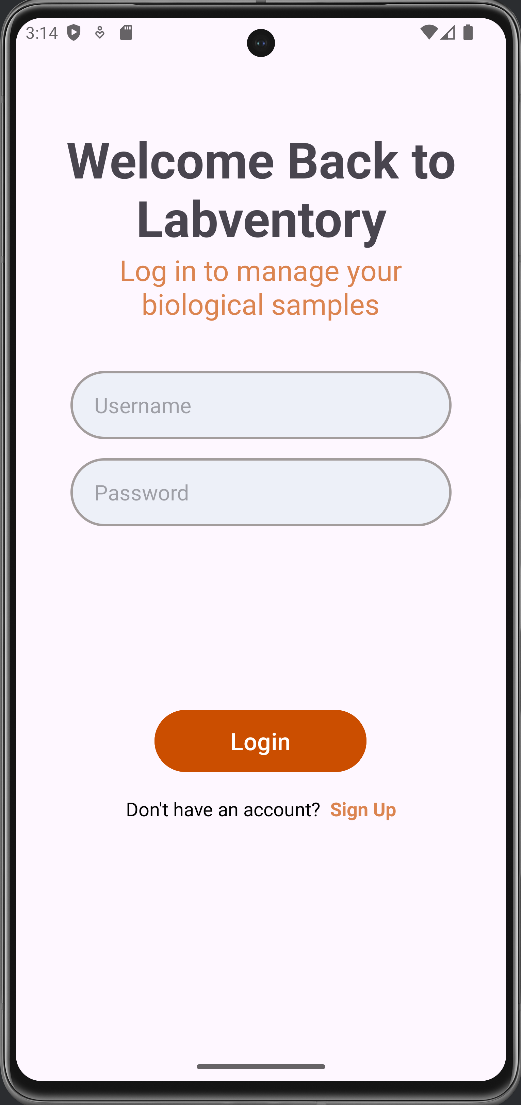 3:14
Welcome Back to
Labventory
Log in to manage your
biological samples
Username
Password
Login
Don't have an account? Sign Up